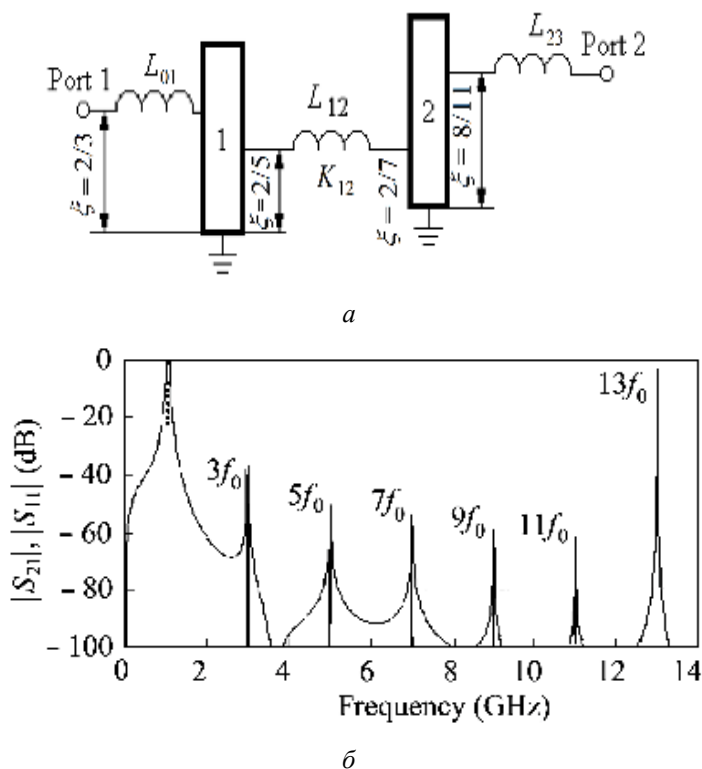 Port 1
L01
ξ = 2/3
1
ξ = 2/5
L12
K12
ξ = 2/7
2
ξ = 8/11
L23
Port 2
а
|S21|, |S11| (dB)
0
– 20
– 40
– 60
– 80
– 100
3f0
5f0
7f0
9f0
11f0
13f0
0 2 4 6 8 10 12 14
Frequency (GHz)
б